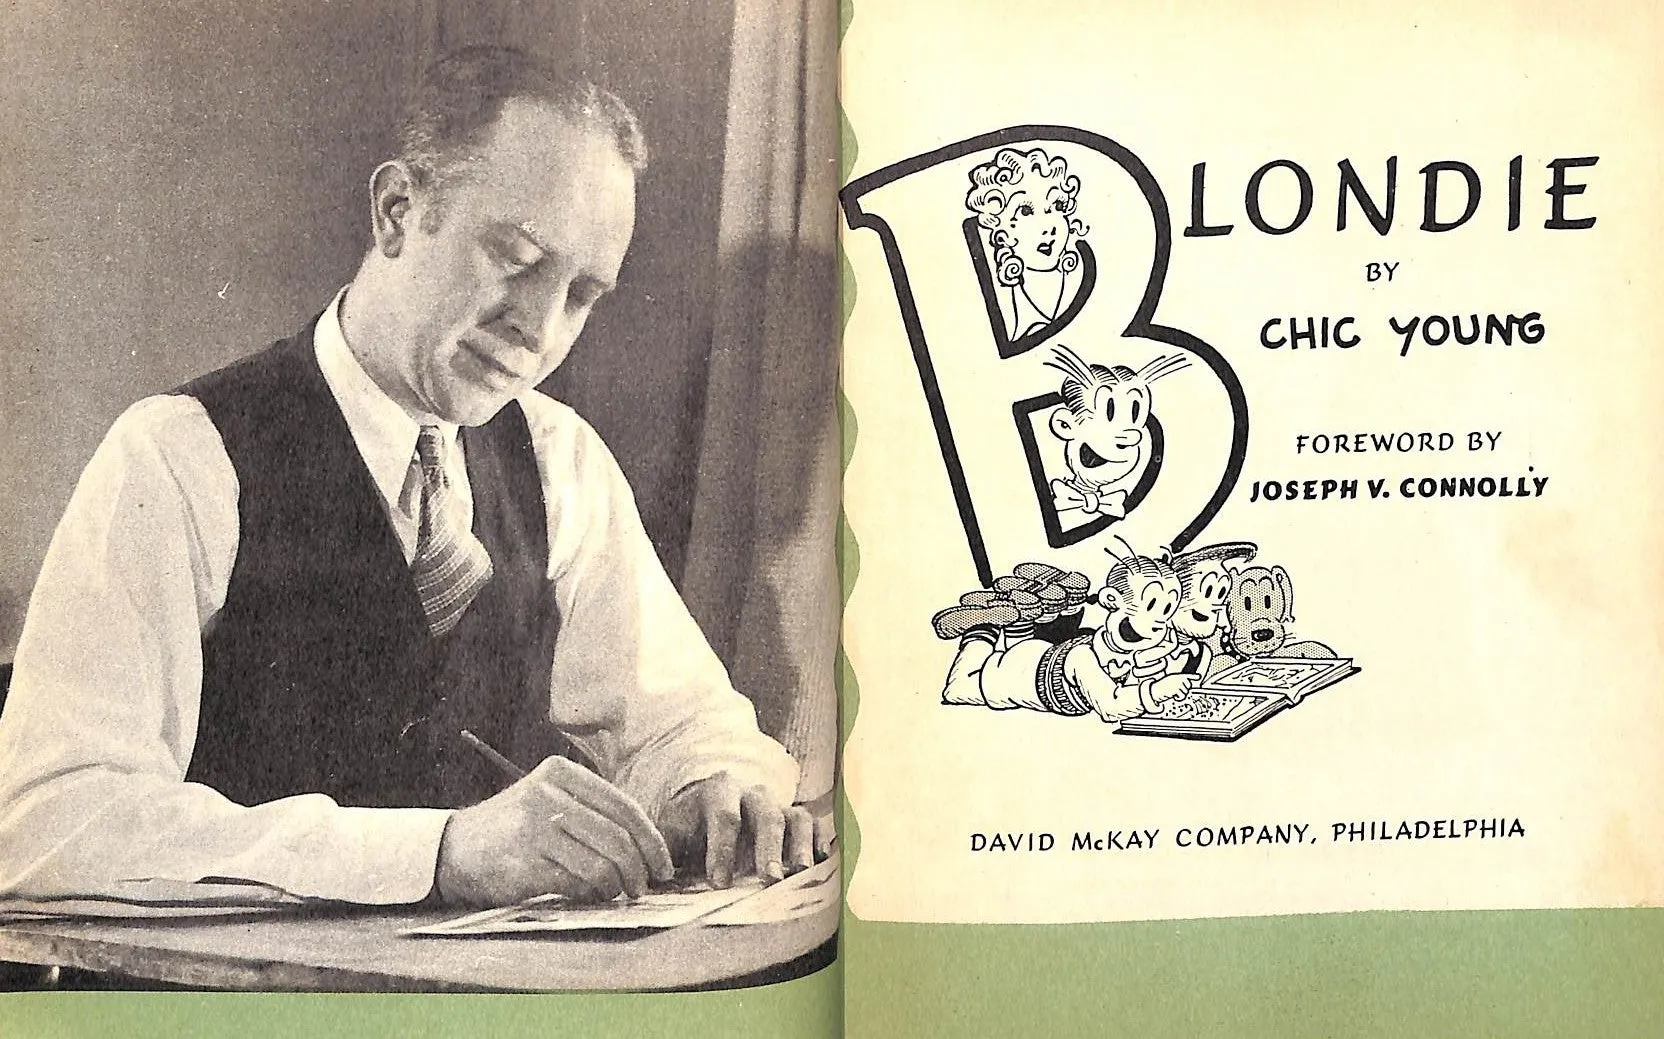 BLONDIE
BY
CHIC YOUNG
FOREWORD BY
JOSEPH V. CONNOLLY
DAVID McKAY COMPANY, PHILADELPHIA